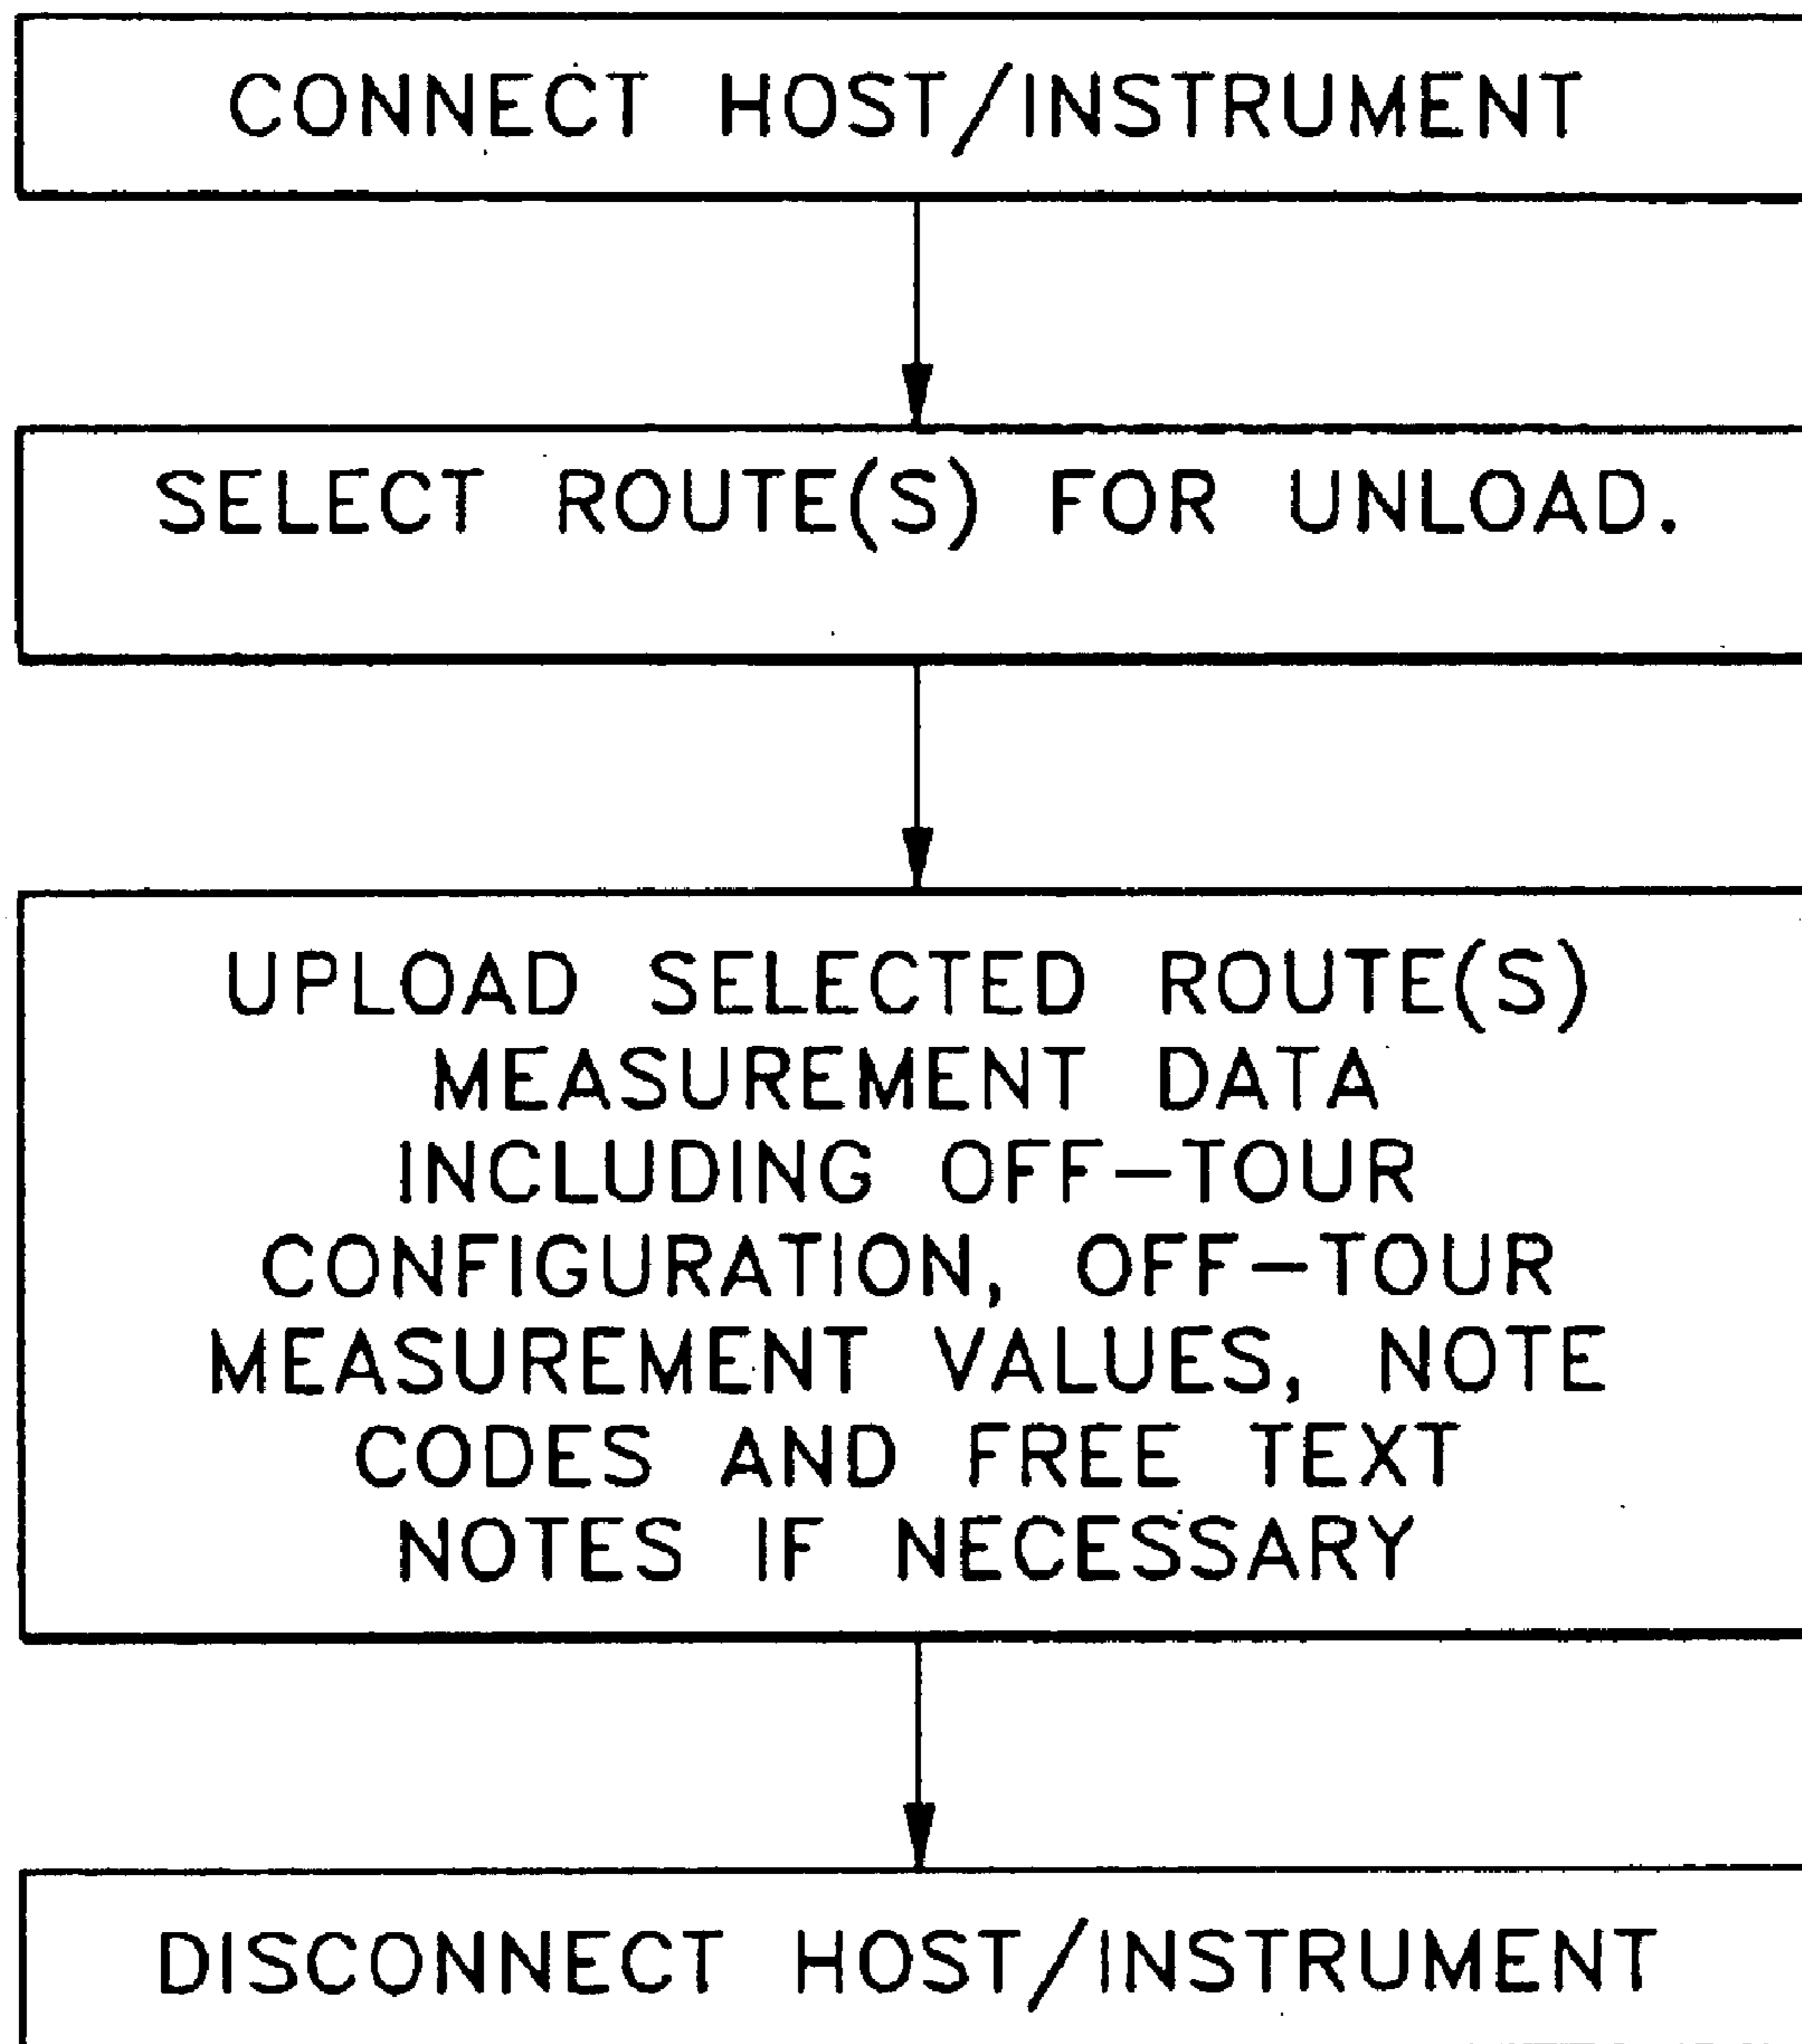 CONNECT HOST/INSTRUMENT
SELECT ROUTE(S) FOR UNLOAD.
UPLOAD SELECTED ROUTE(S)
MEASUREMENT DATA
INCLUDING OFF-TOUR
CONFIGURATION, OFF-TOUR
MEASUREMENT VALUES, NOTE
CODES AND FREE TEXT
NOTES IF NECESSARY
DISCONNECT HOST/INSTRUMENT